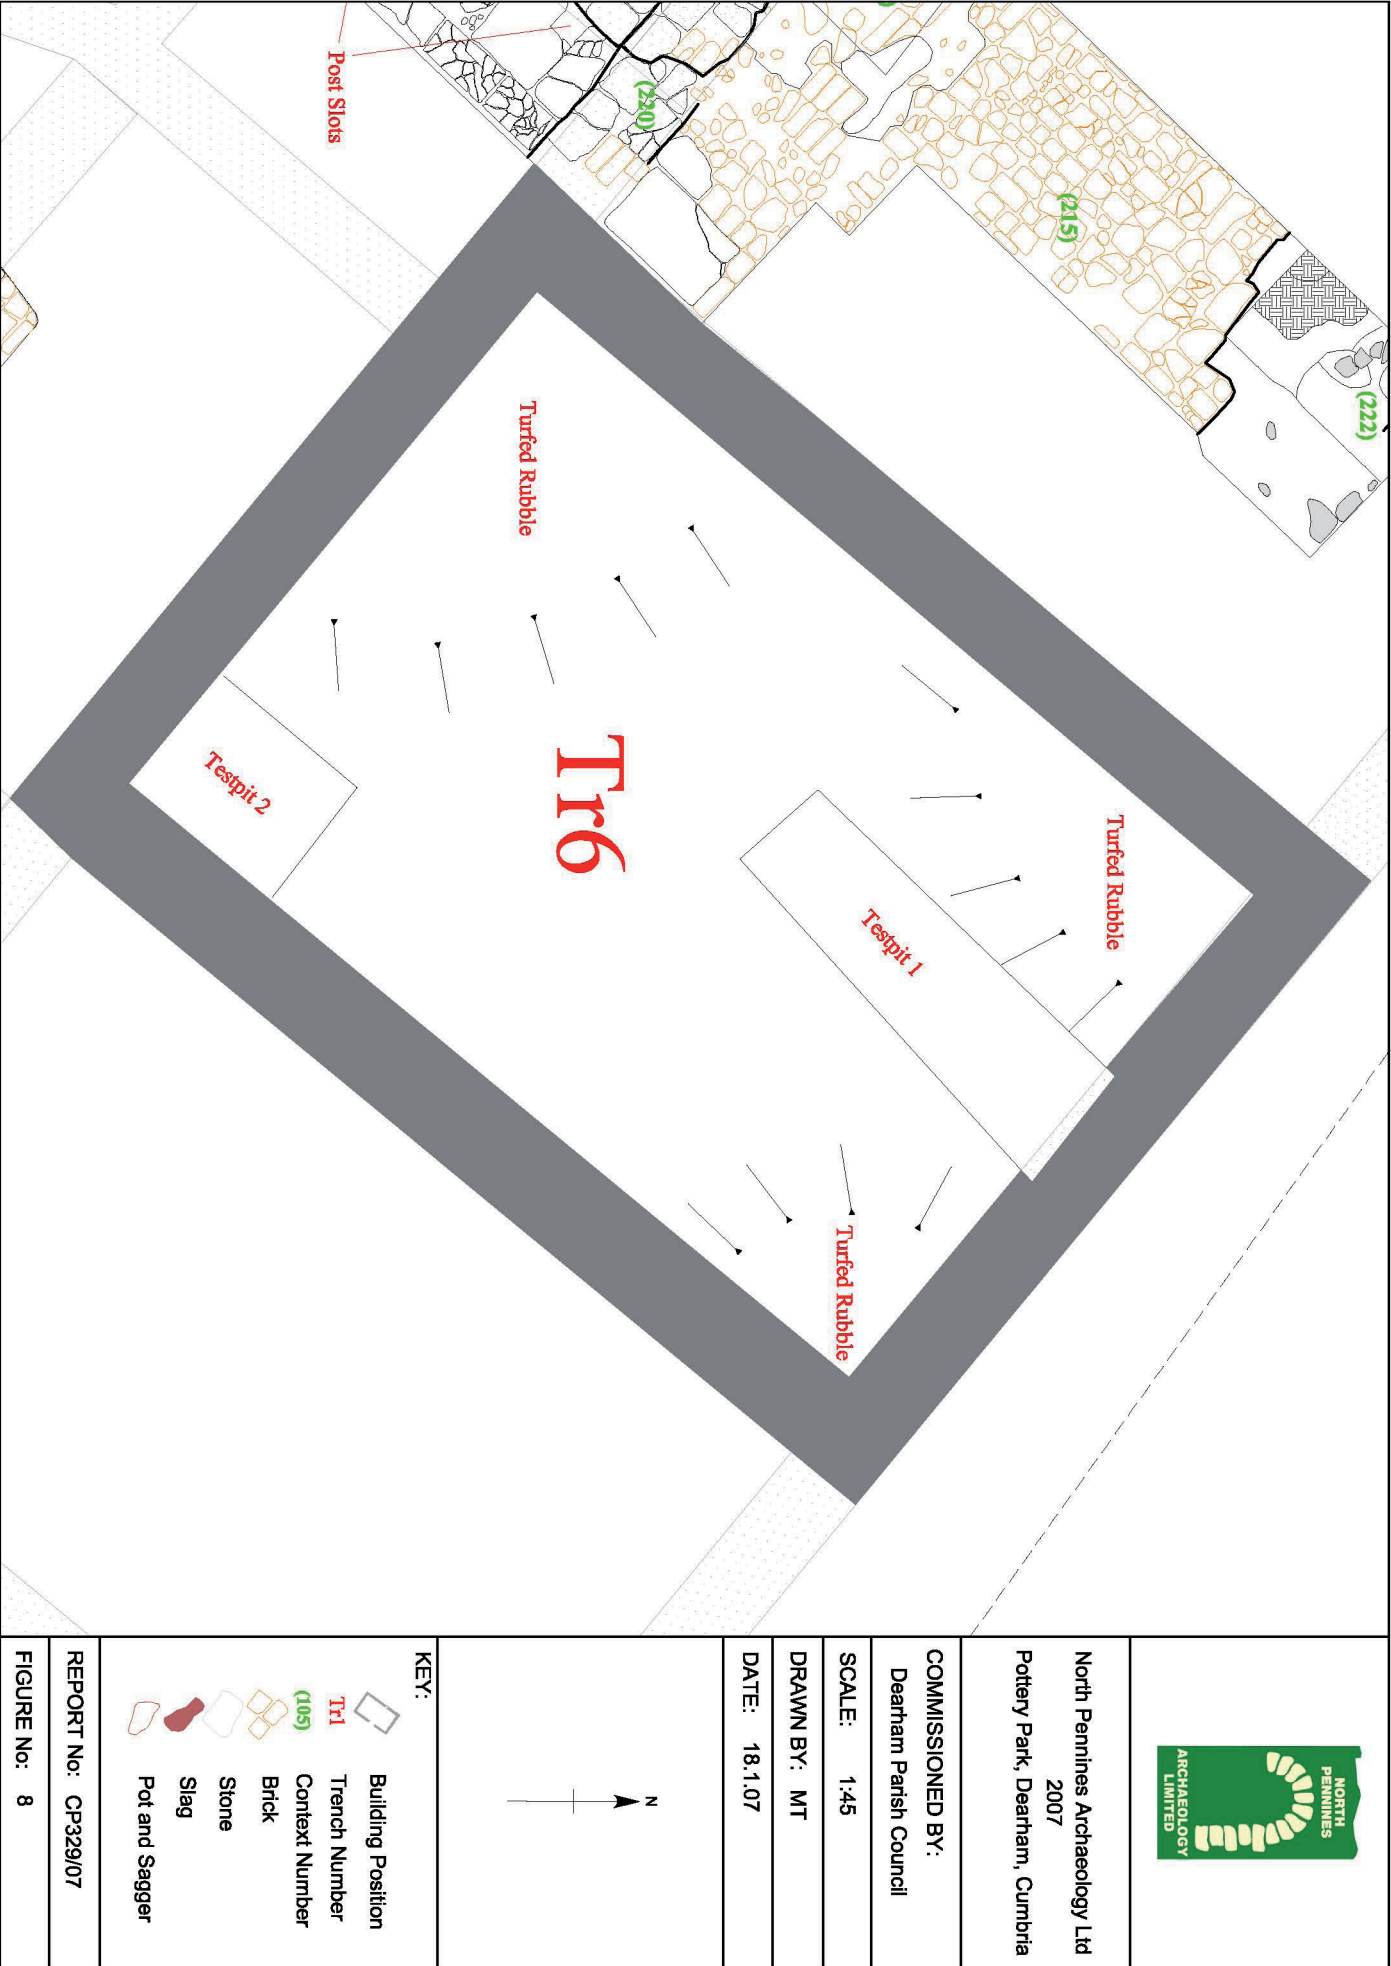 Post Slots
(220)
(215)
(222)
Turfed Rubble
Tr6
Testpit 2
Testpit 1
Turfed Rubble
Turfed Rubble
NORTH
PENNINES
ARCHAEOLOGY
LIMITED
North Pennines Archaeology Ltd
2007
Pottery Park, Dearham, Cumbria
COMMISSIONED BY:
Dearham Parish Council
SCALE: 1:45
DRAWN BY: MT
DATE: 18.1.07
N
KEY:
Building Position
Tr1 Trench Number
(105) Context Number
Brick
Stone
Slag
Pot and Sagger
REPORT No: CP329/07
FIGURE No: 8